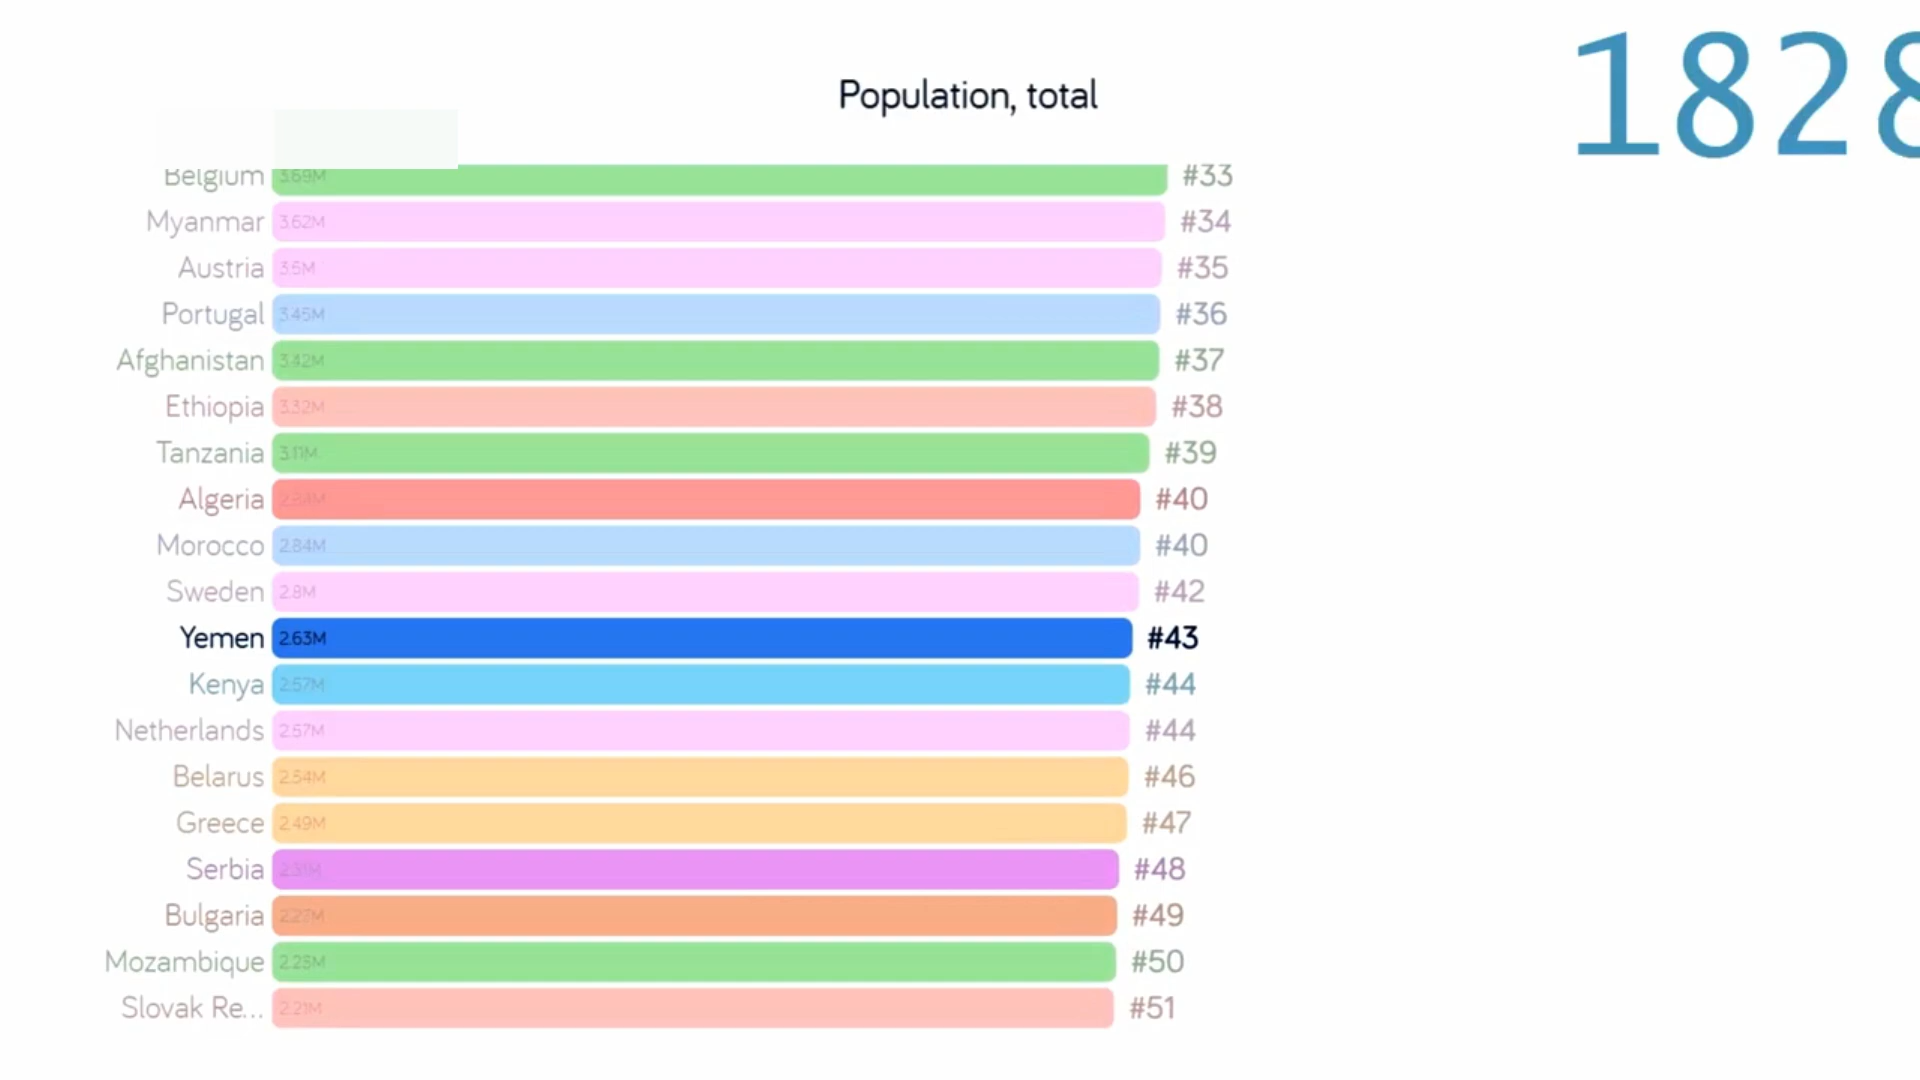 1828
Population, total
Belgium 3.69M #33
Myanmar 3.62M #34
Austria 3.5M #35
Portugal 3.45M #36
Afghanistan 3.42M #37
Ethiopia 3.32M #38
Tanzania 3.11M #39
Algeria #40
Morocco 2.84M #40
Sweden 2.8M #42
Yemen 2.63M #43
Kenya 2.57M #44
Netherlands 2.57M #44
Belarus 2.54M #46
Greece 2.49M #47
Serbia 2.31M #48
Bulgaria 2.27M #49
Mozambique #50
Slovak Re... 2.21M #51